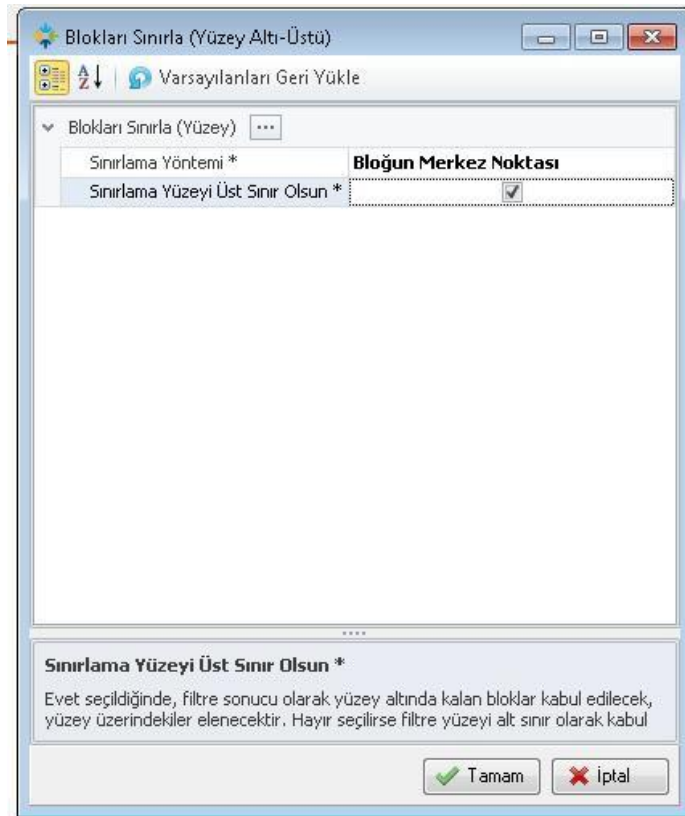 Blokları Sınırla (Yüzey Altı-Üstü)
Varsayılanları Geri Yükle
Blokları Sınırla (Yüzey) ...
Sınırlama Yöntemi * Bloğun Merkez Noktası
Sınırlama Yüzeyi Üst Sınır Olsun *
Sınırlama Yüzeyi Üst Sınır Olsun *
Evet seçildiğinde, filtre sonucu olarak yüzey altında kalan bloklar kabul edilecek,
yüzey üzerindekiler elenecektir. Hayır seçilirse filtre yüzeyi alt sınır olarak kabul
Tamam İptal